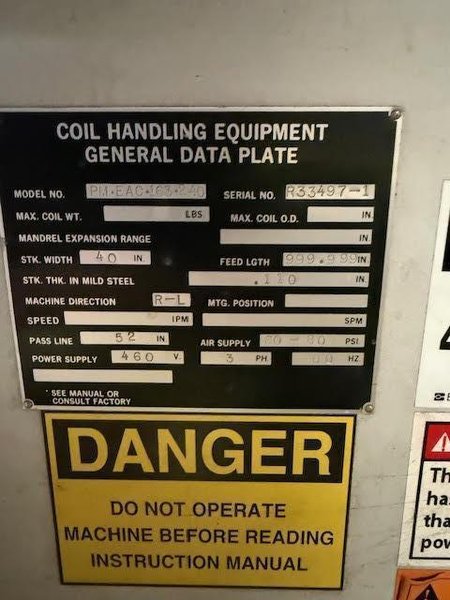 COIL HANDLING EQUIPMENT
GENERAL DATA PLATE
MODEL NO. SERIAL NO. R33497-1
MAX. COIL WT. LBS MAX. COIL O.D. IN.
MANDREL EXPANSION RANGE IN.
STK. WIDTH 40 IN. FEED LGTH 999.999 IN.
STK. THK. IN MILD STEEL IN.
MACHINE DIRECTION R-L MTG. POSITION
SPEED IPM SPM
PASS LINE 52 IN AIR SUPPLY PSI
POWER SUPPLY 460 V. 3 PH HZ
* SEE MANUAL OR
CONSULT FACTORY
DANGER
DO NOT OPERATE
MACHINE BEFORE READING
INSTRUCTION MANUAL